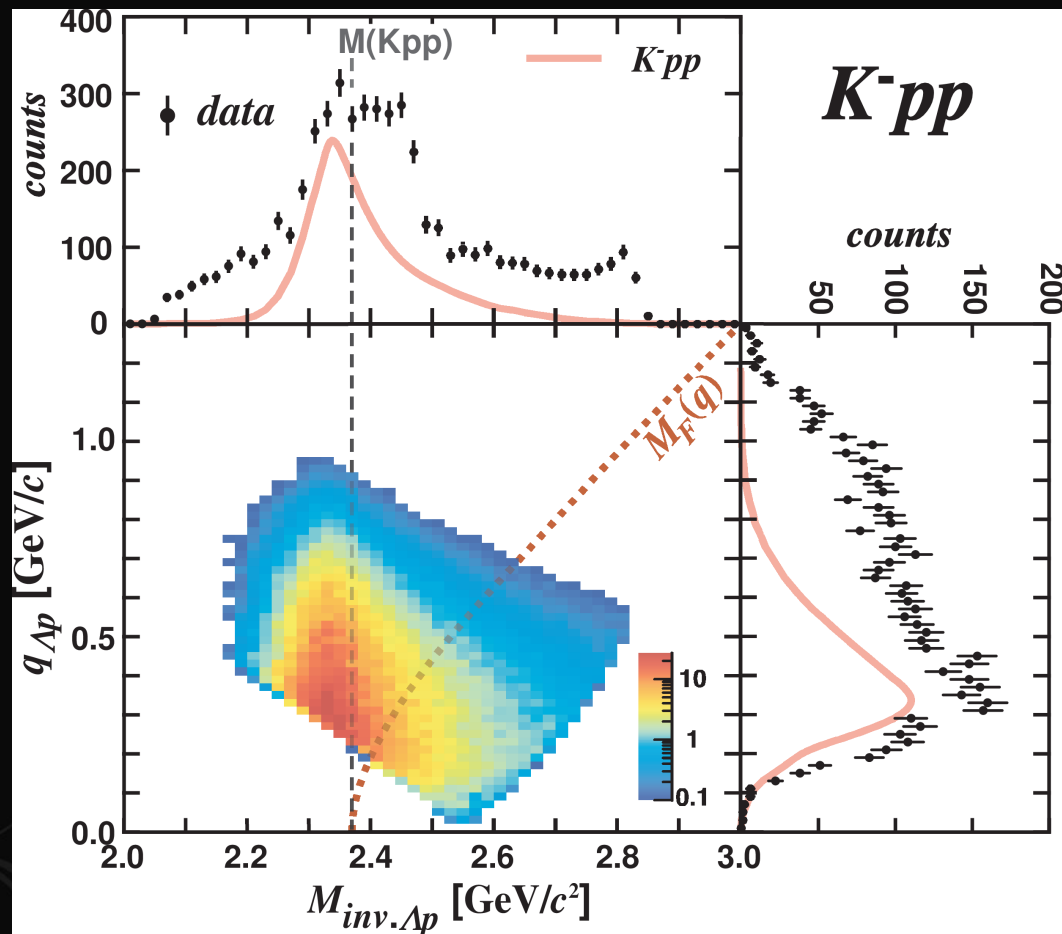 400
M(Kpp)
K⁻pp
K⁻pp
300
data
counts
200
counts
100
50
100
150
200
0
M_F(q)
1.0
q_Λp [GeV/c]
0.5
10
1
0.1
0.0
2.0
2.2
2.4
2.6
2.8
3.0
M_inv.Λp [GeV/c²]